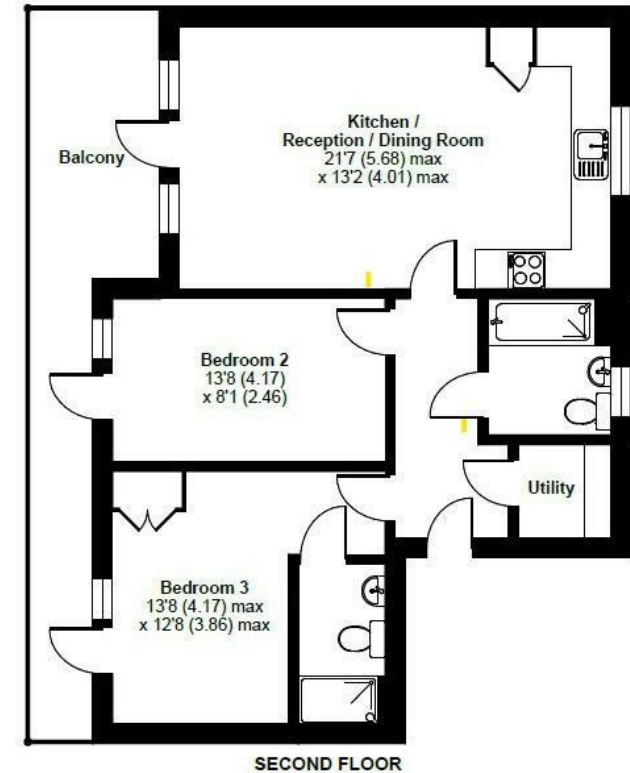 Kitchen /
Reception / Dining Room
21'7 (5.68) max
x 13'2 (4.01) max
Balcony
Bedroom 2
13'8 (4.17)
x 8'1 (2.46)
Utility
Bedroom 3
13'8 (4.17) max
x 12'8 (3.86) max
SECOND FLOOR